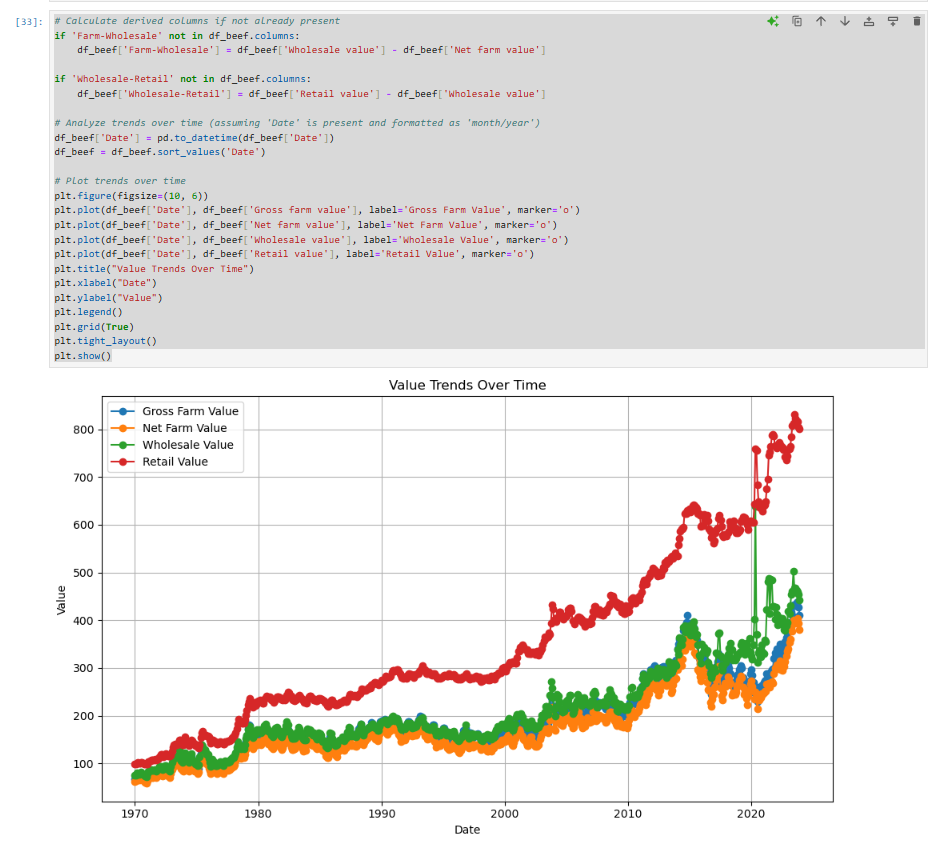 [33]:
# Calculate derived columns if not already present
if 'Farm-Wholesale' not in df_beef.columns:
    df_beef['Farm-Wholesale'] = df_beef['Wholesale value'] - df_beef['Net farm value']
if 'Wholesale-Retail' not in df_beef.columns:
    df_beef['Wholesale-Retail'] = df_beef['Retail value'] - df_beef['Wholesale value']
# Analyze trends over time (assuming 'Date' is present and formatted as 'month/year')
df_beef['Date'] = pd.to_datetime(df_beef['Date'])
df_beef = df_beef.sort_values('Date')
# Plot trends over time
plt.figure(figsize=(10, 6))
plt.plot(df_beef['Date'], df_beef['Gross farm value'], label='Gross Farm Value', marker='o')
plt.plot(df_beef['Date'], df_beef['Net farm value'], label='Net Farm Value', marker='o')
plt.plot(df_beef['Date'], df_beef['Wholesale value'], label='Wholesale Value', marker='o')
plt.plot(df_beef['Date'], df_beef['Retail value'], label='Retail Value', marker='o')
plt.title("Value Trends Over Time")
plt.xlabel("Date")
plt.ylabel("Value")
plt.legend()
plt.grid(True)
plt.tight_layout()
plt.show()
Value Trends Over Time
Gross Farm Value
Net Farm Value
Wholesale Value
Retail Value
800
700
600
500
400
300
200
100
Value
1970 1980 1990 2000 2010 2020
Date